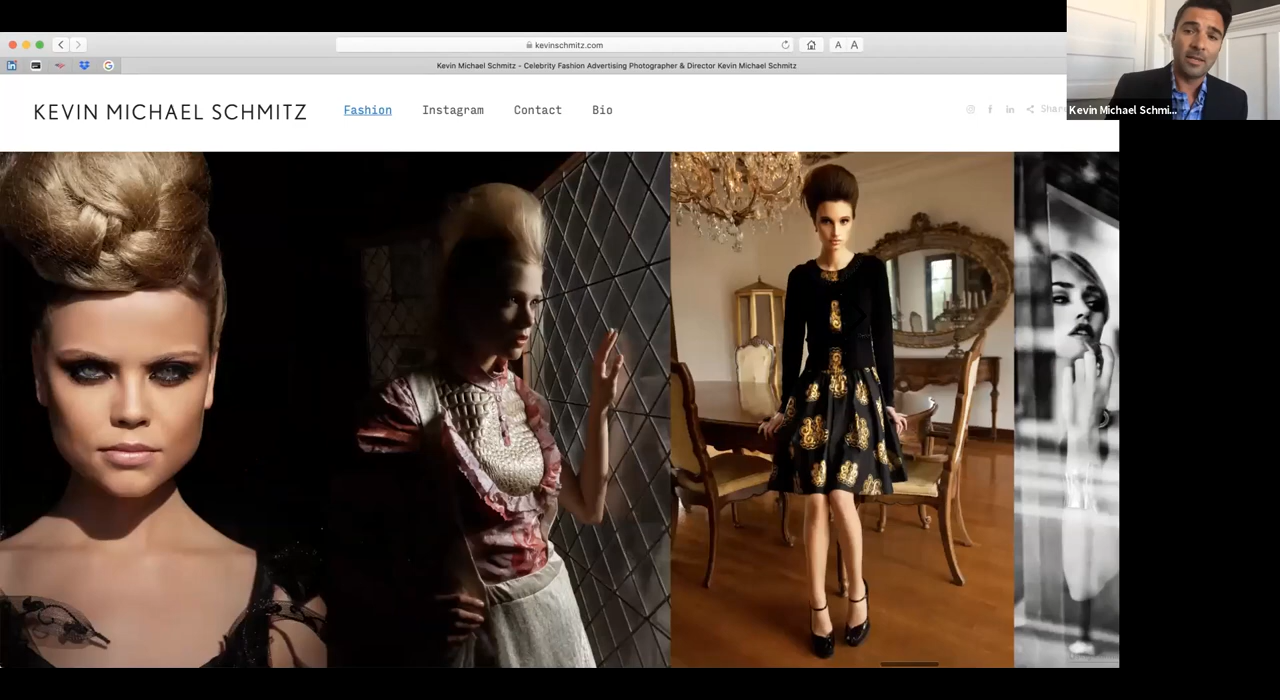 kevinschmitz.com
A A
Kevin Michael Schmitz - Celebrity Fashion Advertising Photographer & Director Kevin Michael Schmitz
KEVIN MICHAEL SCHMITZ Fashion Instagram Contact Bio
Share
Kevin Michael Schmi...